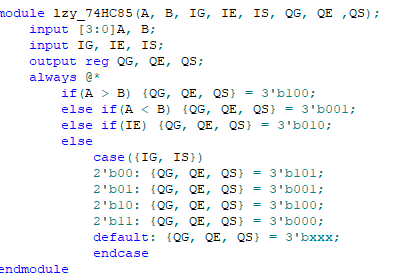 module lzy_74HC85(A, B, IG, IE, IS, QG, QE ,QS);
input [3:0]A, B;
input IG, IE, IS;
output reg QG, QE, QS;
always @*
if(A > B) {QG, QE, QS} = 3'b100;
else if(A < B) {QG, QE, QS} = 3'b001;
else if(IE) {QG, QE, QS} = 3'b010;
else
case({IG, IS})
2'b00: {QG, QE, QS} = 3'b101;
2'b01: {QG, QE, QS} = 3'b001;
2'b10: {QG, QE, QS} = 3'b100;
2'b11: {QG, QE, QS} = 3'b000;
default: {QG, QE, QS} = 3'bxxx;
endcase
endmodule